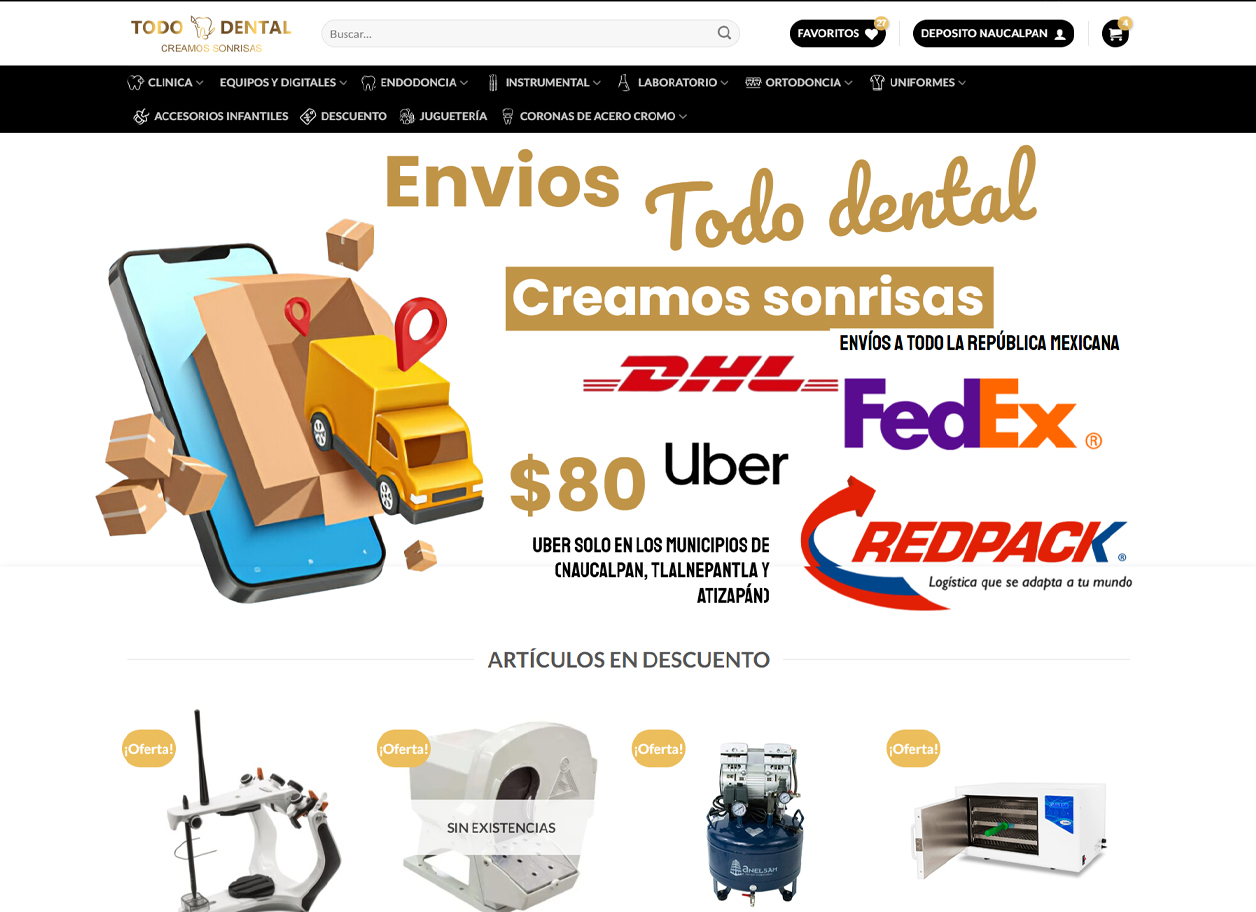 TODO DENTAL
CREAMOS SONRISAS
Buscar...
FAVORITOS
27
DEPOSITO NAUCALPAN
4
CLINICA
EQUIPOS Y DIGITALES
ENDODONCIA
INSTRUMENTAL
LABORATORIO
ORTODONCIA
UNIFORMES
ACCESORIOS INFANTILES
DESCUENTO
JUGUETERÍA
CORONAS DE ACERO CROMO
Envios
Todo dental
Creamos sonrisas
ENVÍOS A TODO LA REPÚBLICA MEXICANA
DHL
FedEx ®
$80
Uber
REDPACK ®
Logística que se adapta a tu mundo
UBER SOLO EN LOS MUNICIPIOS DE
(NAUCALPAN, TLALNEPANTLA Y
ATIZAPÁN)
ARTÍCULOS EN DESCUENTO
¡Oferta!
¡Oferta!
¡Oferta!
¡Oferta!
SIN EXISTENCIAS
ANELSAM